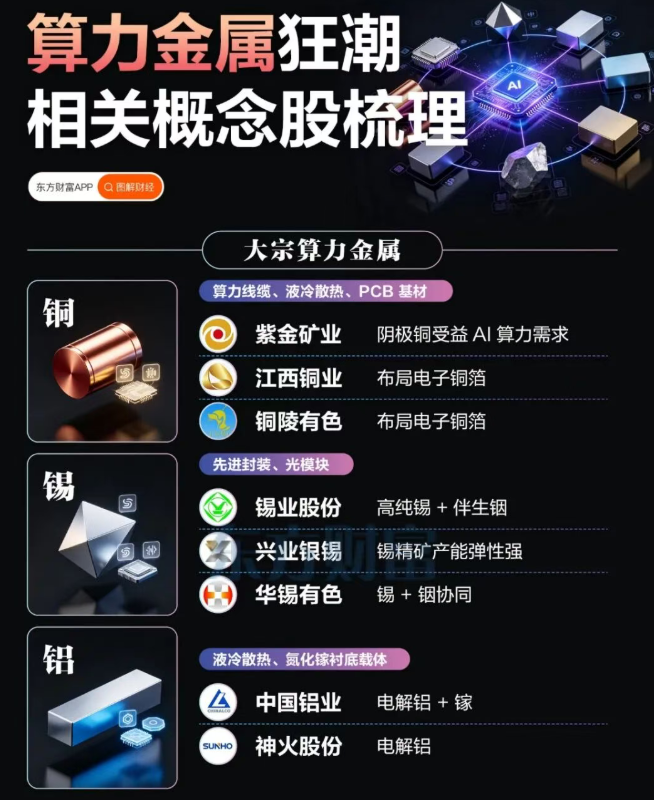 算力金属狂潮
相关概念股梳理
AI
东方财富APP 图解财经
大宗算力金属
铜
算力线缆、液冷散热、PCB 基材
紫金矿业 阴极铜受益 AI 算力需求
江西铜业 布局电子铜箔
铜陵有色 布局电子铜箔
锡
先进封装、光模块
锡业股份 高纯锡 + 伴生铟
兴业银锡 锡精矿产能弹性强
华锡有色 锡 + 铟协同
东方财富
铝
液冷散热、氮化镓衬底载体
中国铝业 电解铝 + 镓
SUNHO 神火股份 电解铝